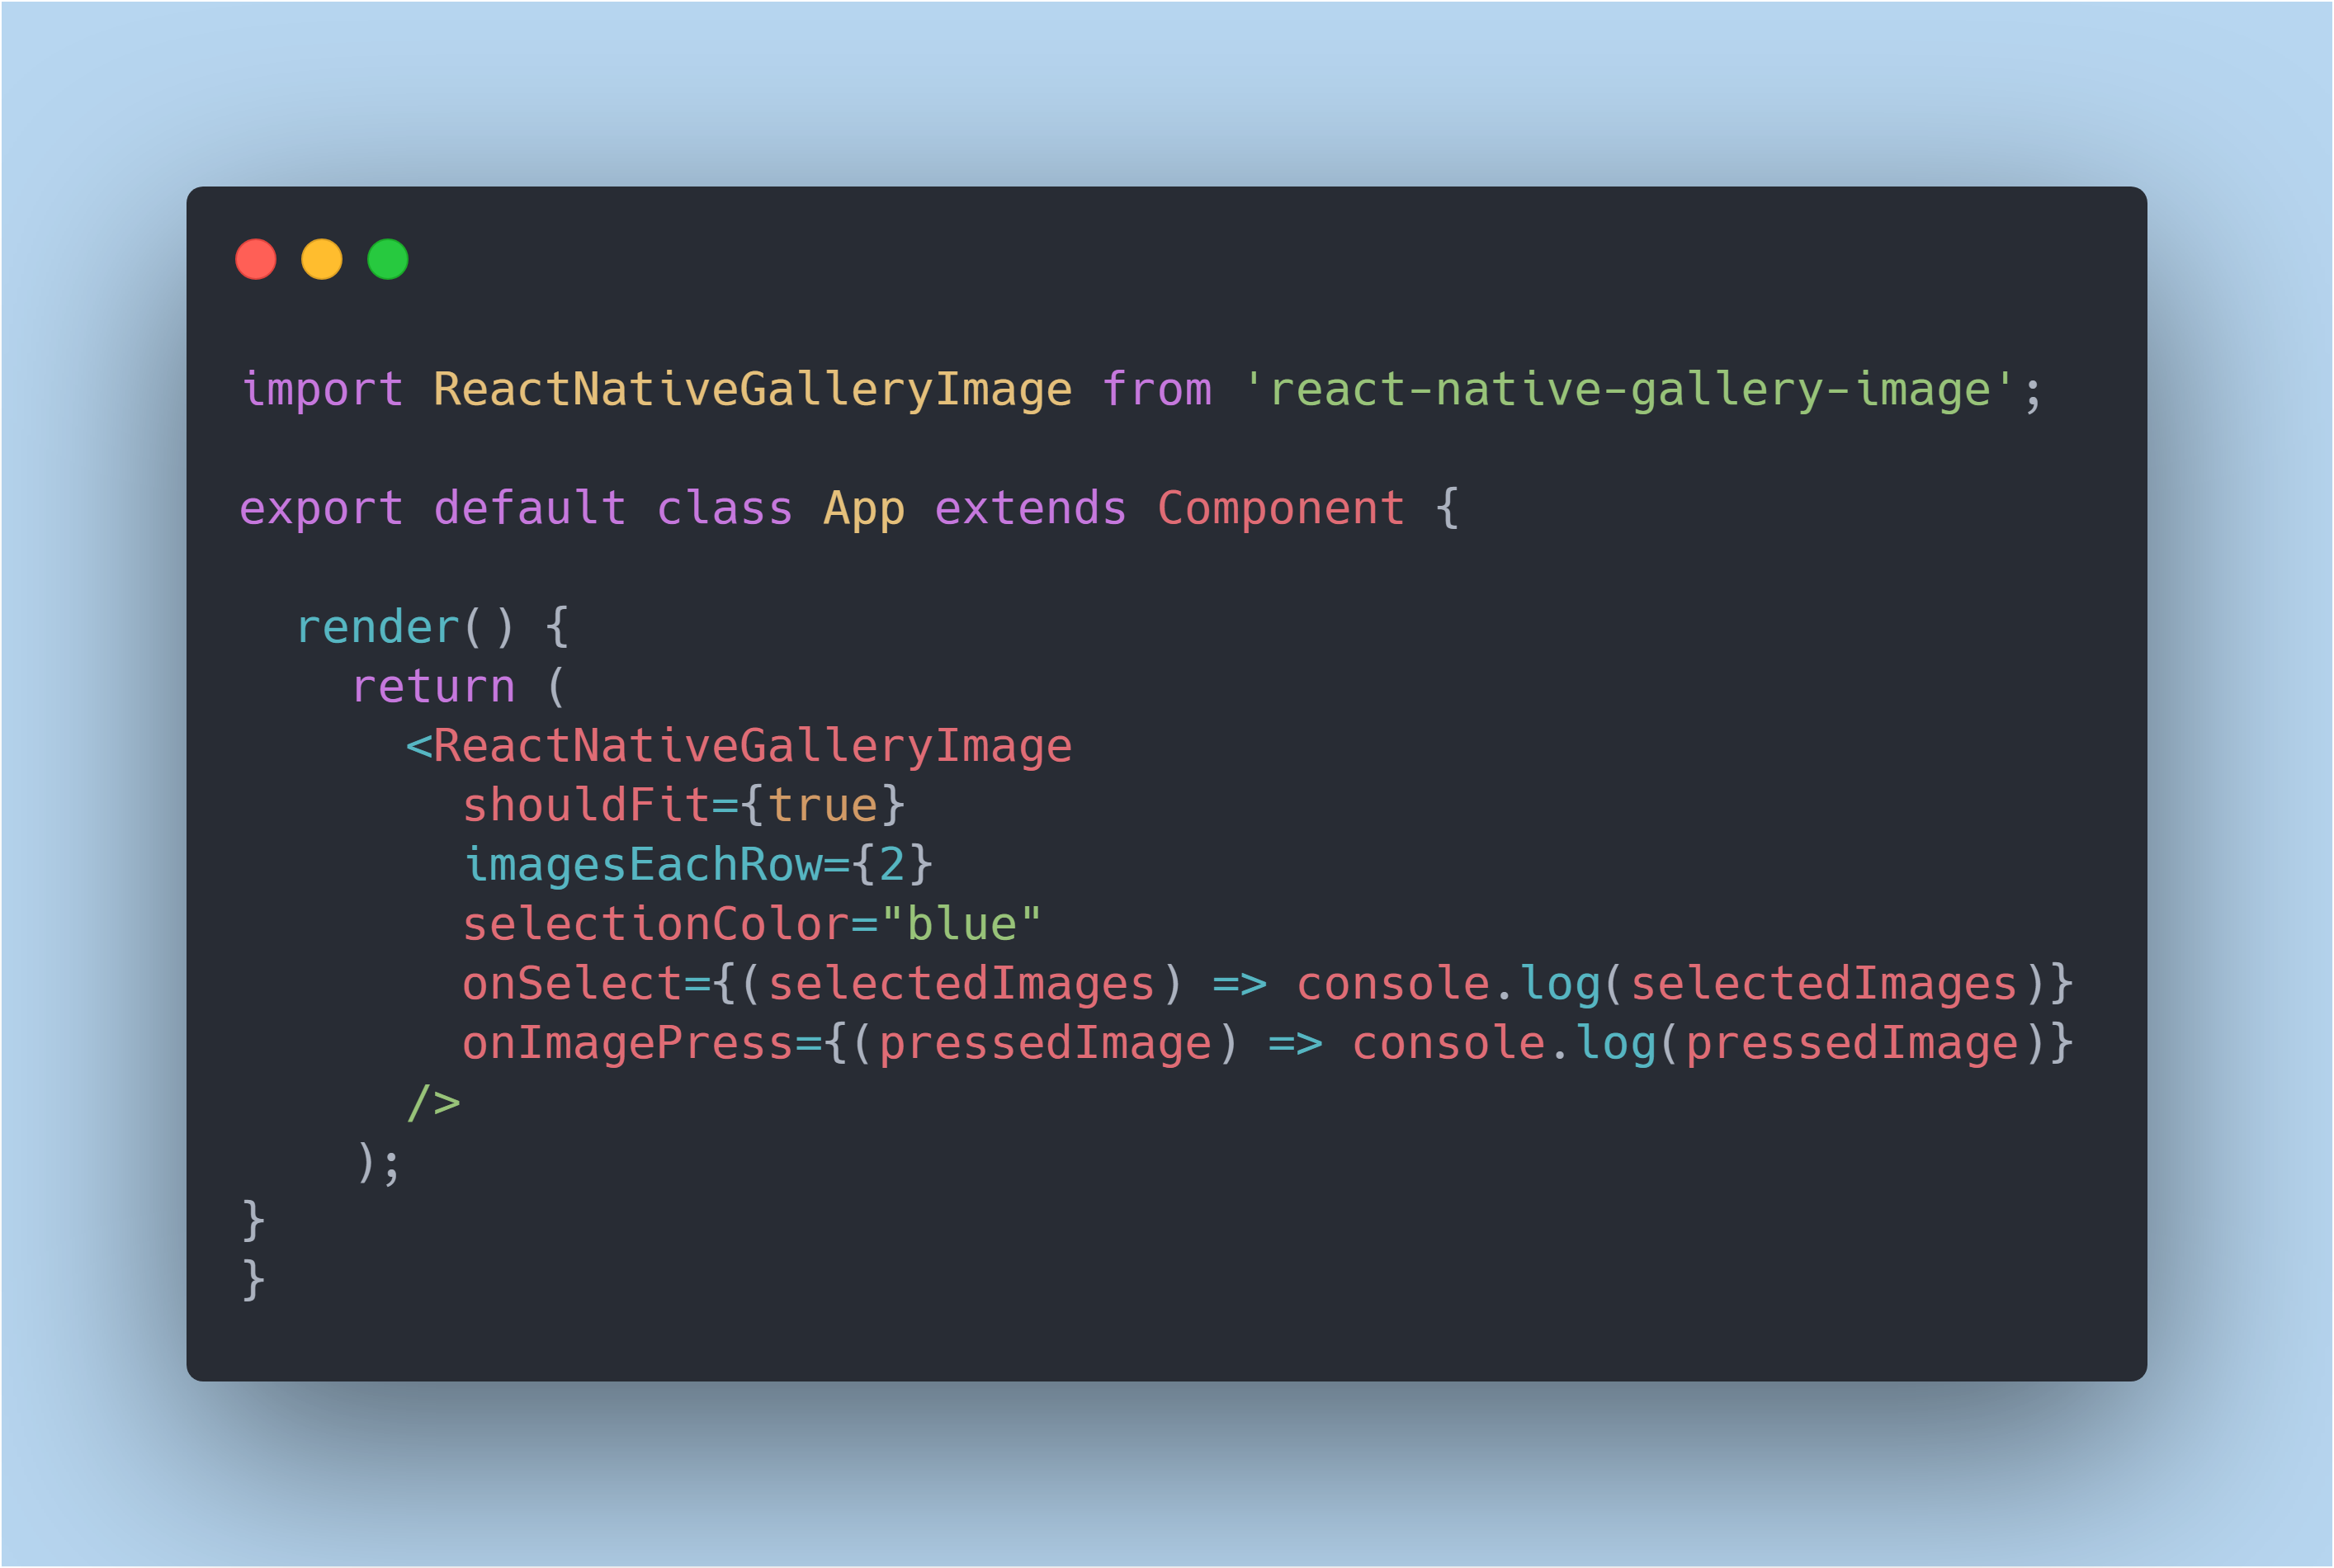 import ReactNativeGalleryImage from 'react-native-gallery-image';
export default class App extends Component {
  render() {
    return (
      <ReactNativeGalleryImage
        shouldFit={true}
        imagesEachRow={2}
        selectionColor="blue"
        onSelect={(selectedImages) => console.log(selectedImages)}
        onImagePress={(pressedImage) => console.log(pressedImage)}
      />
    );
}
}